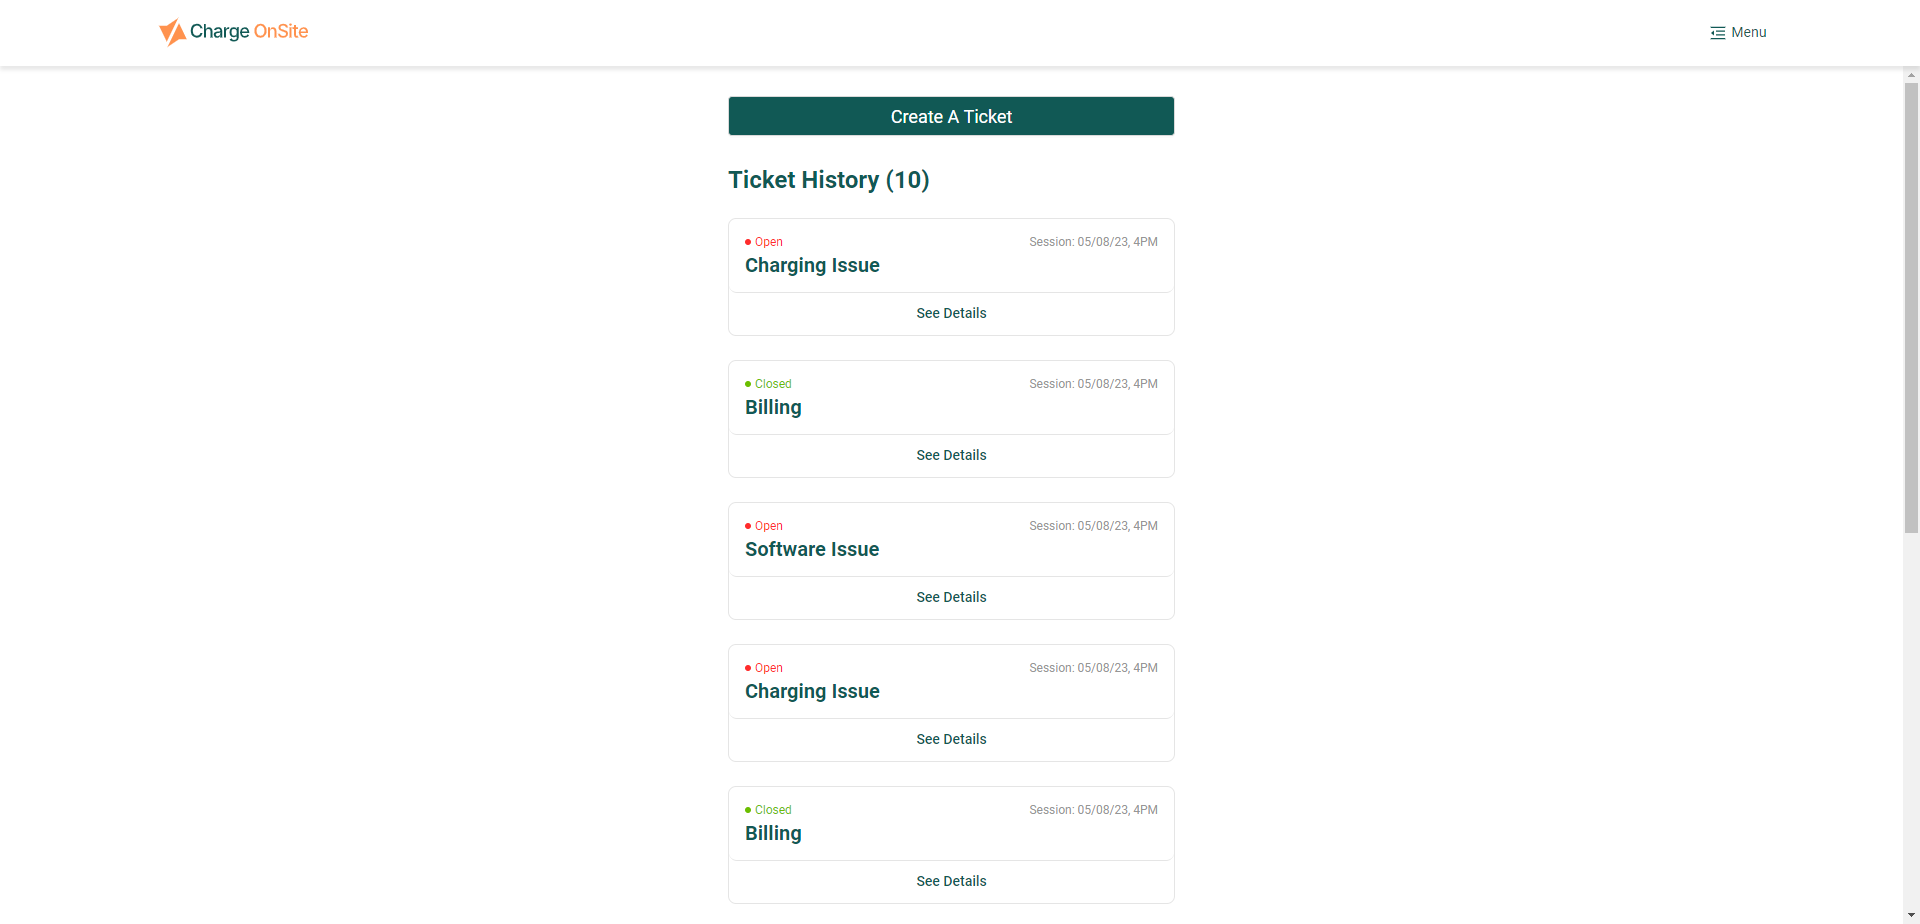 Charge OnSite
Menu
Create A Ticket
Ticket History (10)
Open Session: 05/08/23, 4PM
Charging Issue
See Details
Closed Session: 05/08/23, 4PM
Billing
See Details
Open Session: 05/08/23, 4PM
Software Issue
See Details
Open Session: 05/08/23, 4PM
Charging Issue
See Details
Closed Session: 05/08/23, 4PM
Billing
See Details